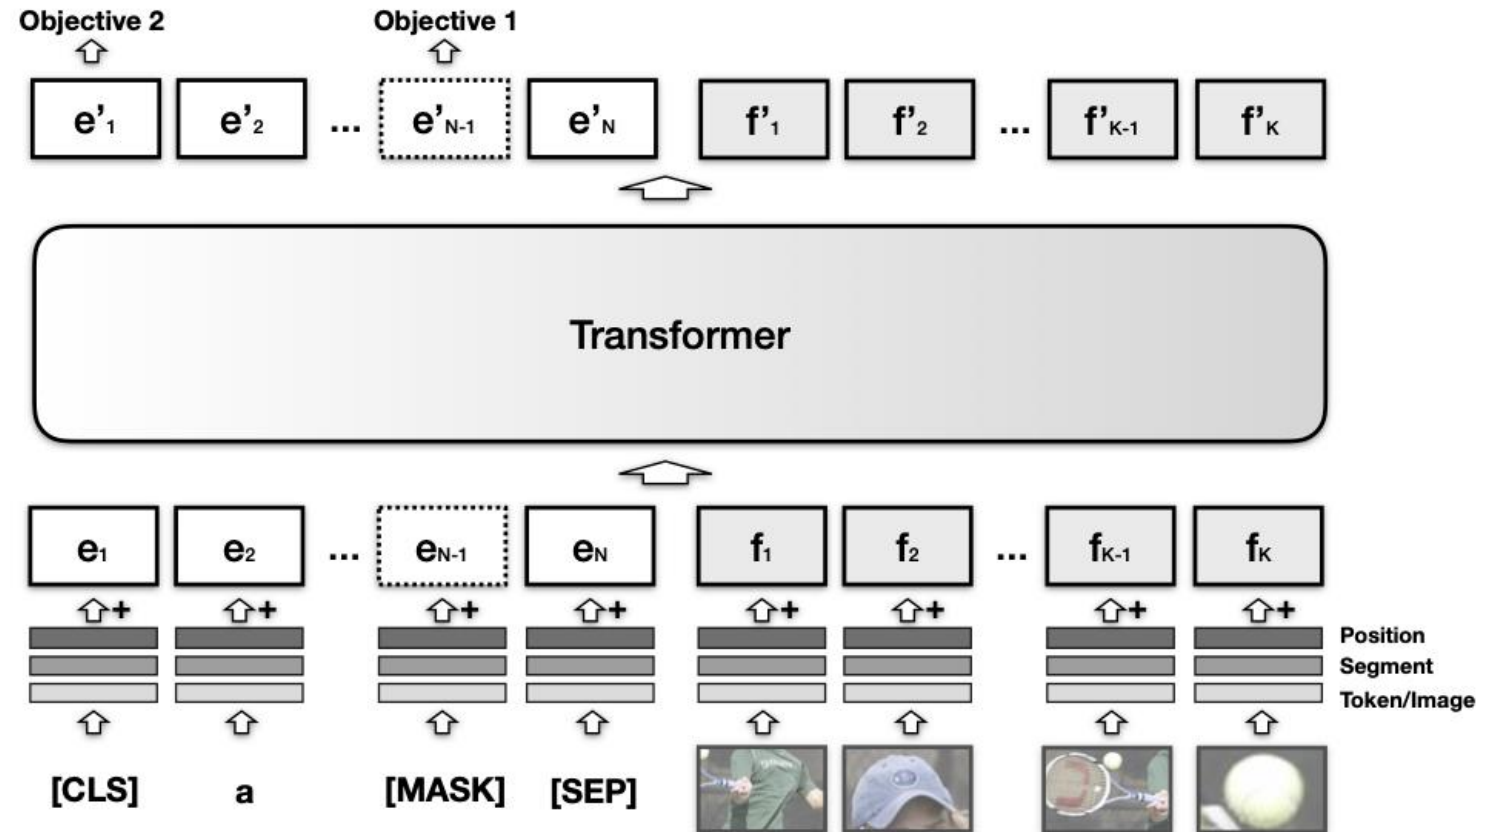 Objective 2 Objective 1
e'1 e'2 ... e'N-1 e'N f'1 f'2 ... f'K-1 f'K
Transformer
e1 e2 ... eN-1 eN f1 f2 ... fK-1 fK
+ + + + + + + +
Position
Segment
Token/Image
[CLS] a [MASK] [SEP]